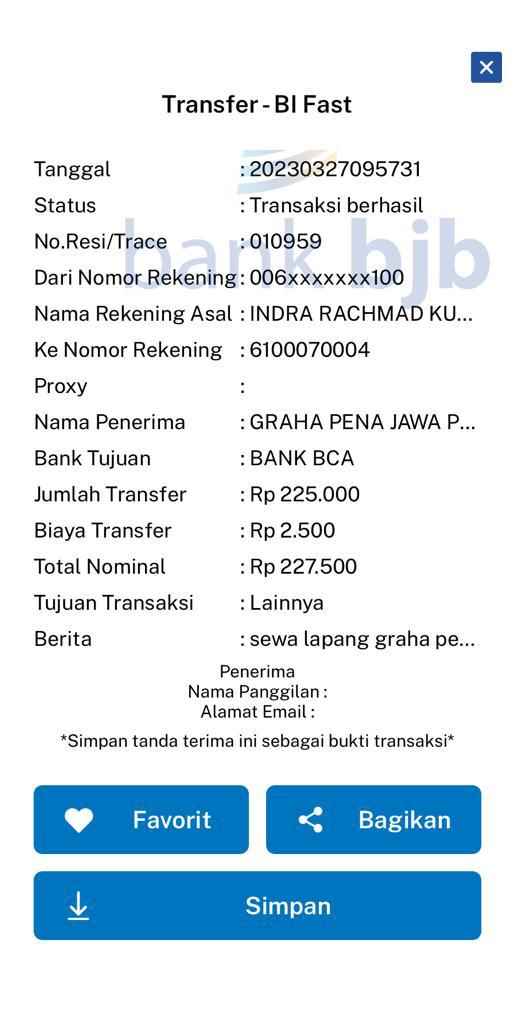 Transfer - BI Fast
bank bjb
Tanggal : 20230327095731
Status : Transaksi berhasil
No.Resi/Trace : 010959
Dari Nomor Rekening : 006xxxxxxx100
Nama Rekening Asal : INDRA RACHMAD KU...
Ke Nomor Rekening : 6100070004
Proxy :
Nama Penerima : GRAHA PENA JAWA P...
Bank Tujuan : BANK BCA
Jumlah Transfer : Rp 225.000
Biaya Transfer : Rp 2.500
Total Nominal : Rp 227.500
Tujuan Transaksi : Lainnya
Berita : sewa lapang graha pe...
Penerima
Nama Panggilan :
Alamat Email :
*Simpan tanda terima ini sebagai bukti transaksi*
Favorit
Bagikan
Simpan